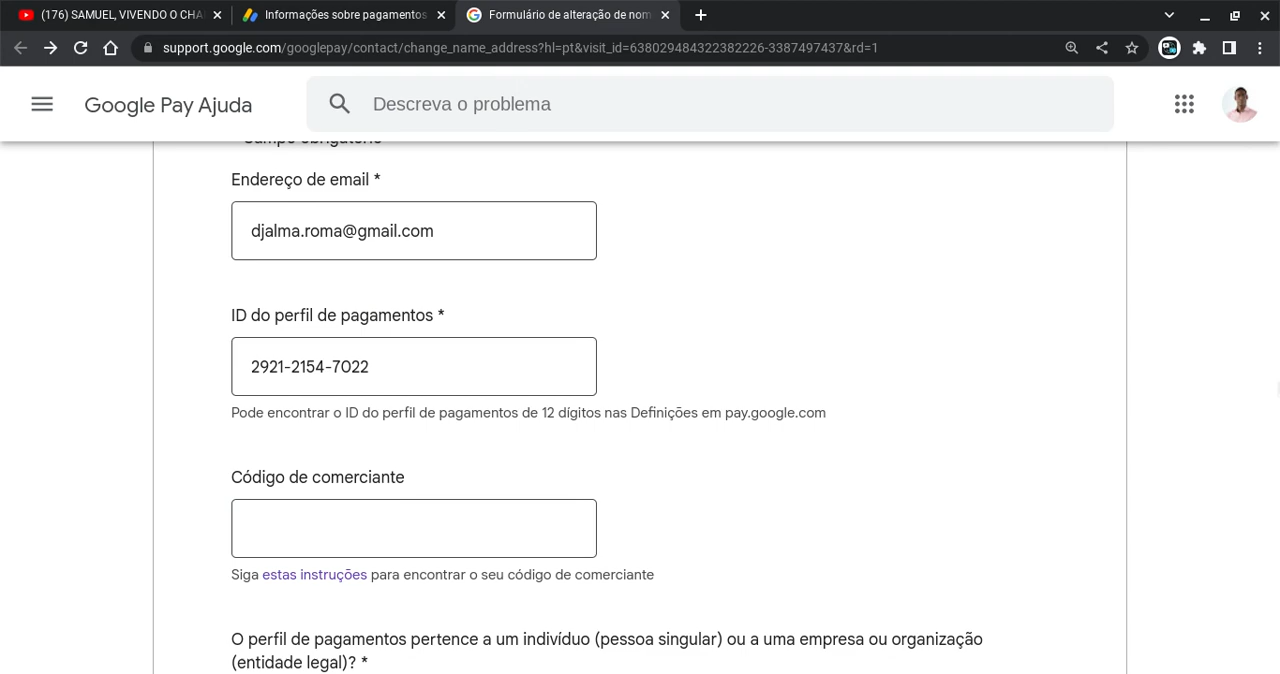 (176) SAMUEL, VIVENDO O CHA
Informações sobre pagamentos
Formulário de alteração de nom
support.google.com/googlepay/contact/change_name_address?hl=pt&visit_id=638029484322382226-3387497437&rd=1
Google Pay Ajuda
Descreva o problema
Campo obrigatório
Endereço de email *
djalma.roma@gmail.com
ID do perfil de pagamentos *
2921-2154-7022
Pode encontrar o ID do perfil de pagamentos de 12 dígitos nas Definições em pay.google.com
Código de comerciante
Siga estas instruções para encontrar o seu código de comerciante
O perfil de pagamentos pertence a um indivíduo (pessoa singular) ou a uma empresa ou organização
(entidade legal)? *